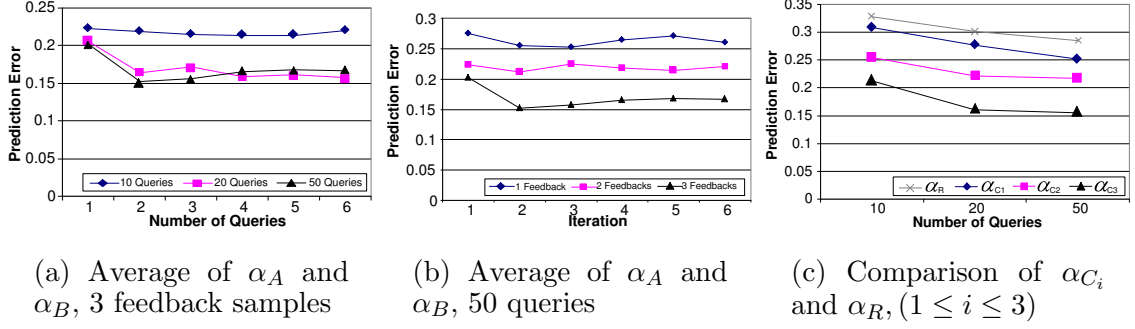 Prediction Error
0.25
0.2
0.15
0.1
0.05
0
10 Queries 20 Queries 50 Queries
1 2 3 4 5 6
Number of Queries
(a) Average of α_A and
α_B, 3 feedback samples
Prediction Error
0.3
0.25
0.2
0.15
0.1
0.05
0
1 Feedback 2 Feedbacks 3 Feedbacks
1 2 3 4 5 6
Iteration
(b) Average of α_A and
α_B, 50 queries
Prediction Error
0.35
0.3
0.25
0.2
0.15
0.1
0.05
0
α_R α_C1 α_C2 α_C3
10 20 50
Number of Queries
(c) Comparison of α_{C_i}
and α_R, (1 ≤ i ≤ 3)